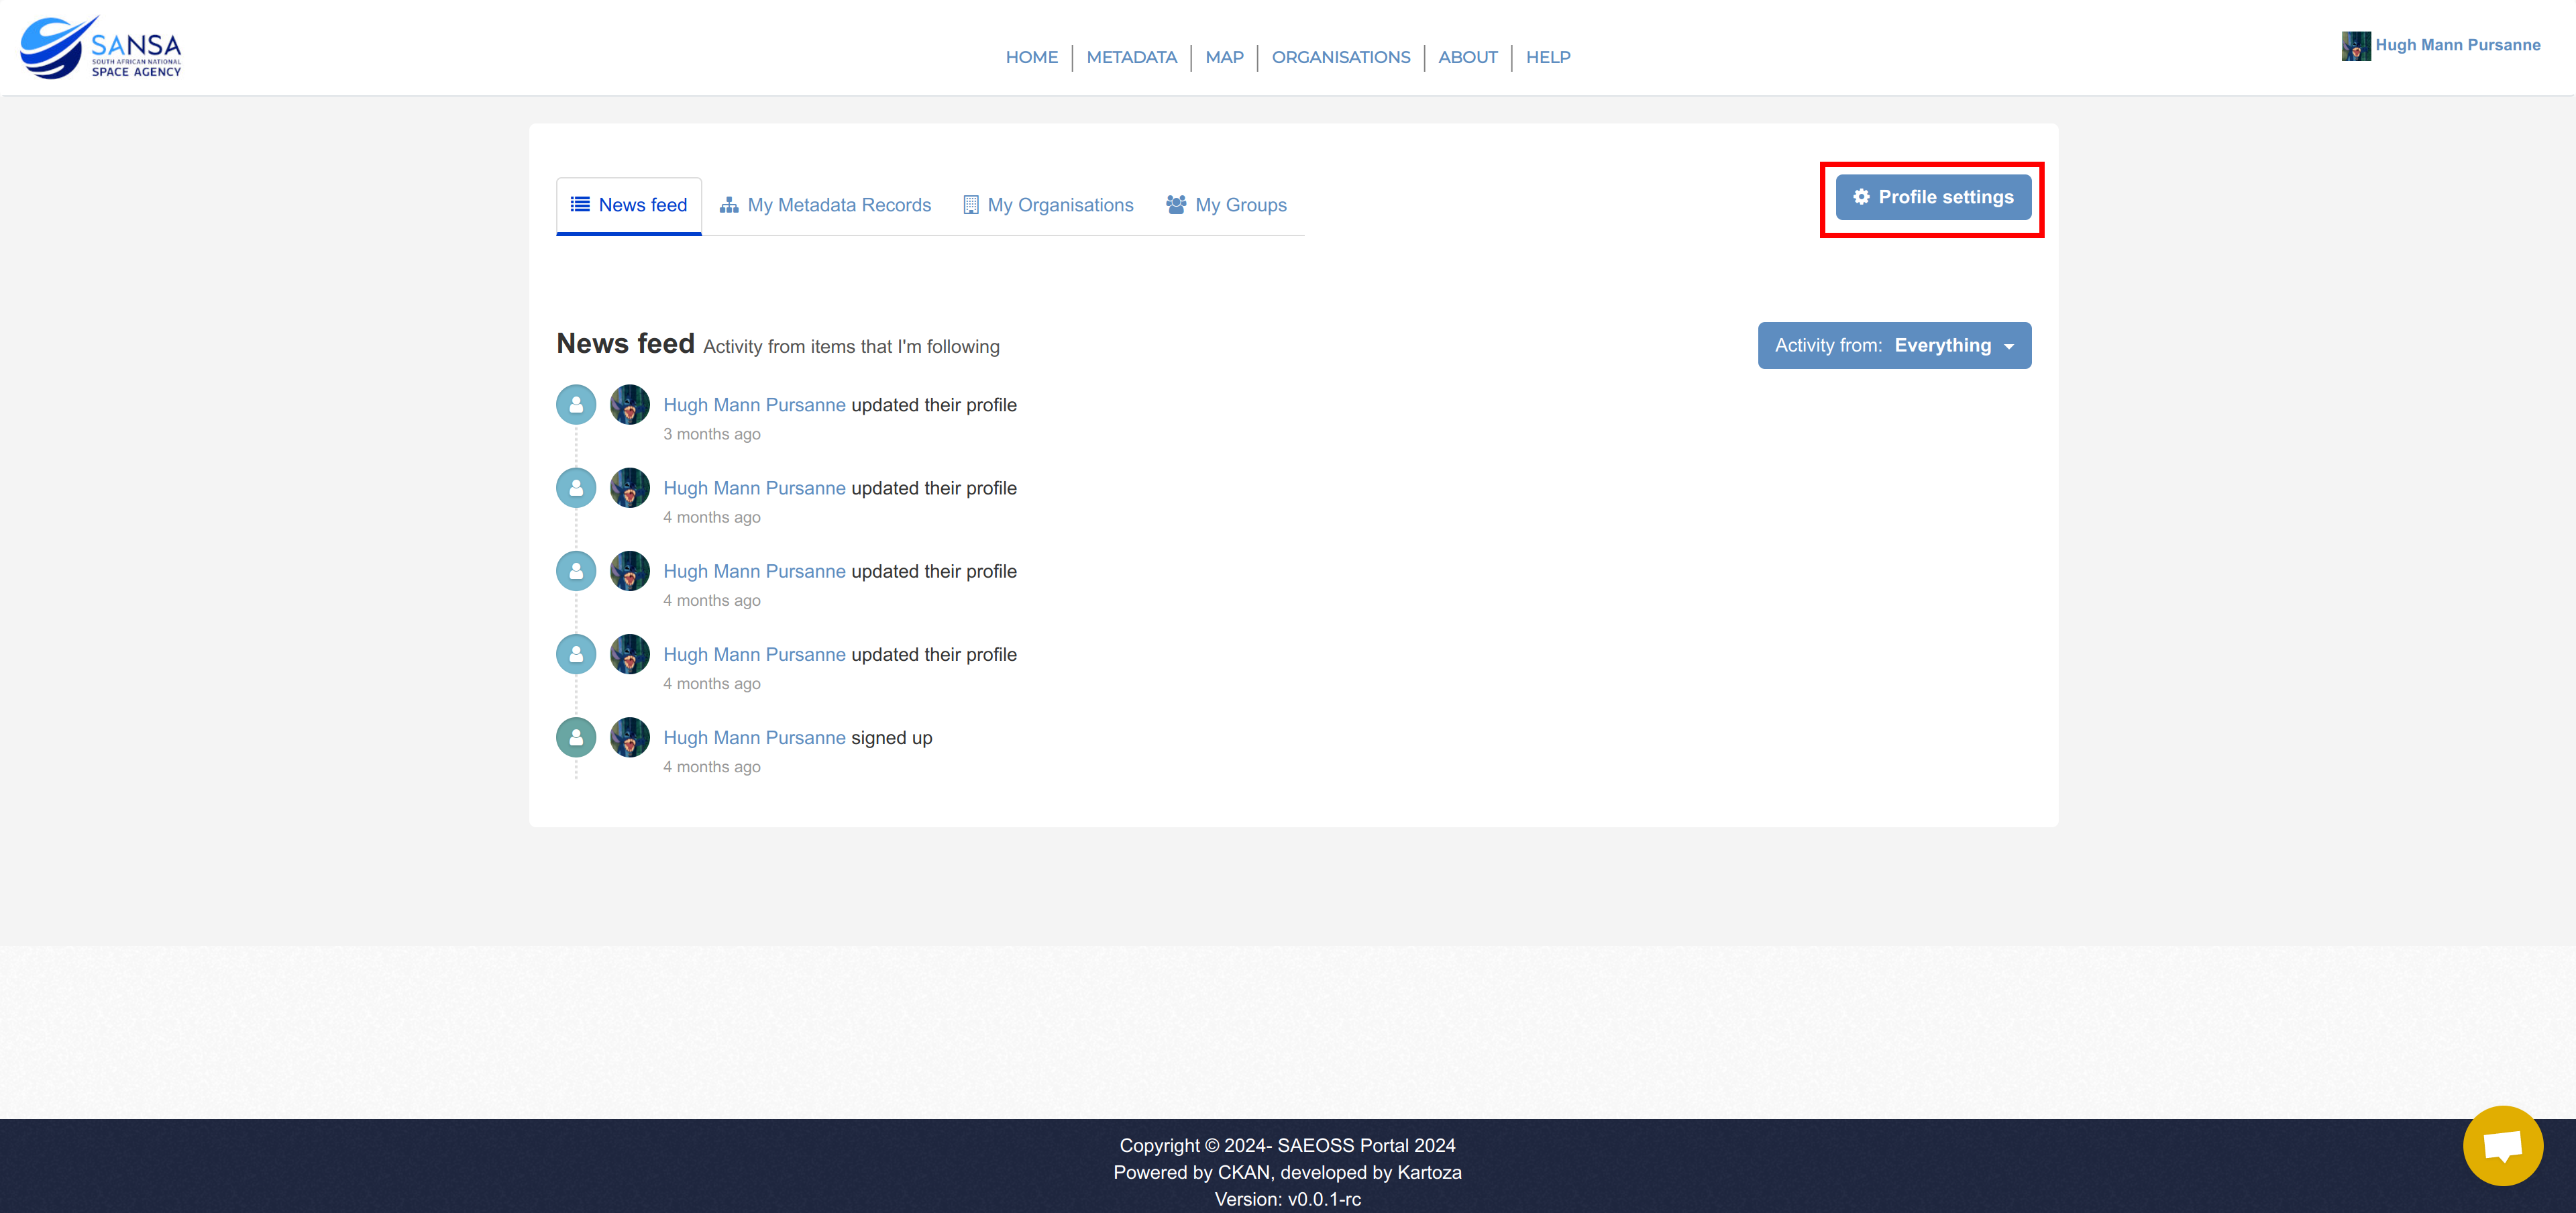 SANSA
SOUTH AFRICAN NATIONAL
SPACE AGENCY
HOME
METADATA
MAP
ORGANISATIONS
ABOUT
HELP
Hugh Mann Pursanne
News feed
My Metadata Records
My Organisations
My Groups
Profile settings
News feed Activity from items that I'm following
Activity from: Everything
Hugh Mann Pursanne updated their profile
3 months ago
Hugh Mann Pursanne updated their profile
4 months ago
Hugh Mann Pursanne updated their profile
4 months ago
Hugh Mann Pursanne updated their profile
4 months ago
Hugh Mann Pursanne signed up
4 months ago
Copyright © 2024- SAEOSS Portal 2024
Powered by CKAN, developed by Kartoza
Version: v0.0.1-rc